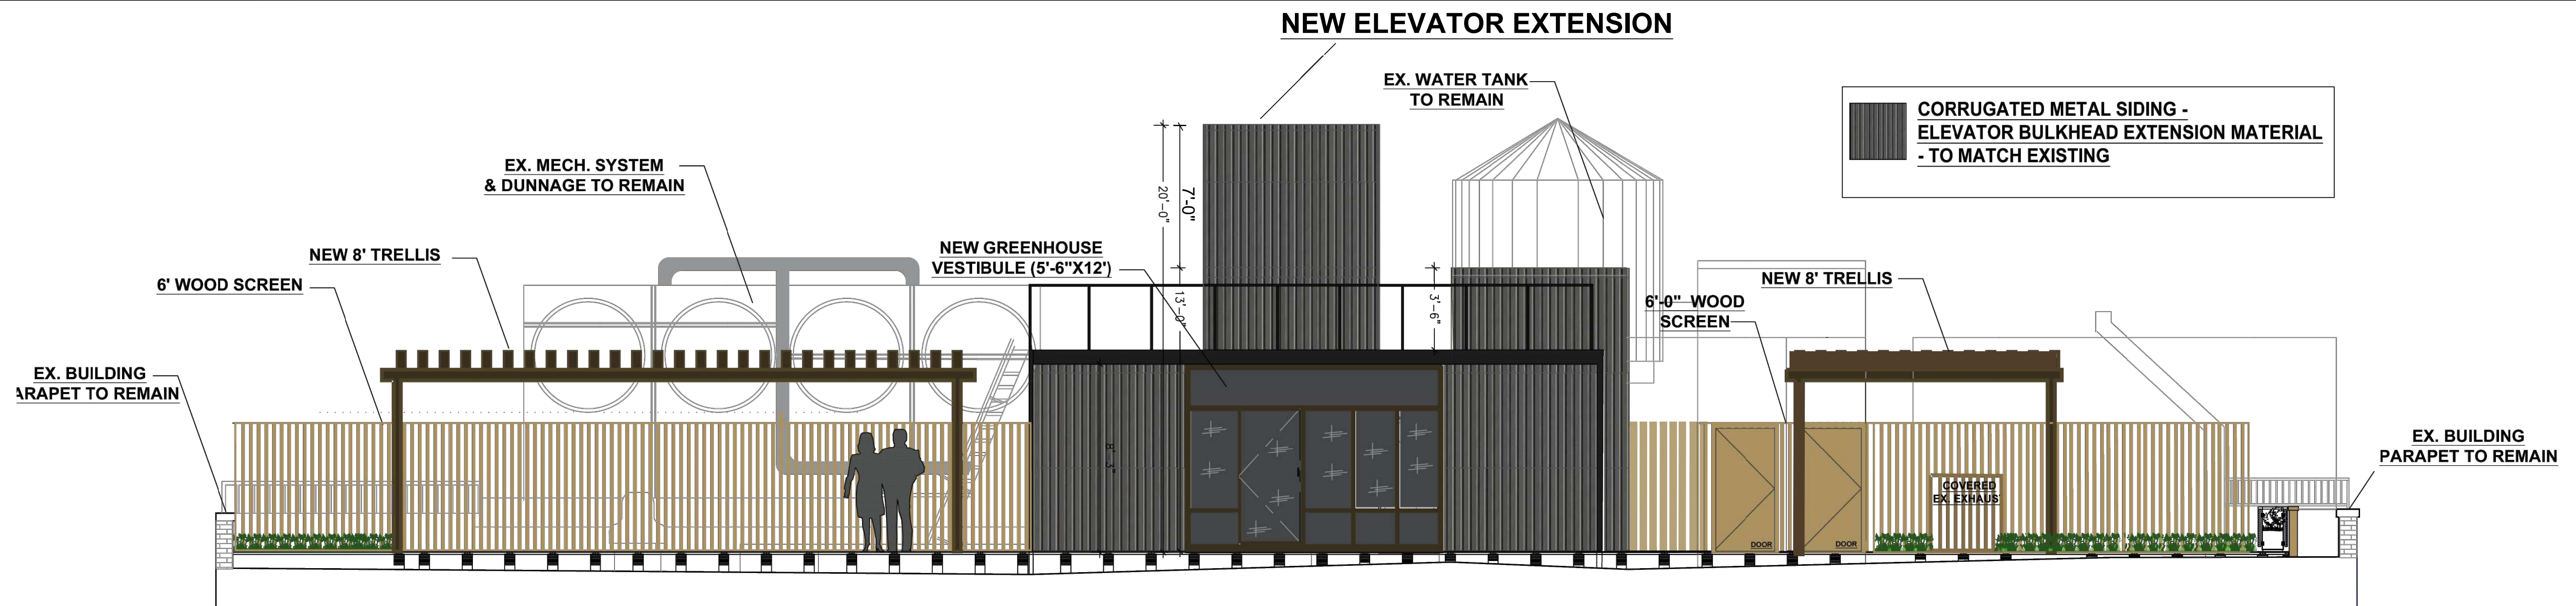 NEW ELEVATOR EXTENSION
EX. WATER TANK
TO REMAIN
CORRUGATED METAL SIDING -
ELEVATOR BULKHEAD EXTENSION MATERIAL
- TO MATCH EXISTING
EX. MECH. SYSTEM
& DUNNAGE TO REMAIN
20'-0"
7'-0"
NEW GREENHOUSE
VESTIBULE (5'-6"X12')
NEW 8' TRELLIS
6' WOOD SCREEN
13'-0"
3'-6"
NEW 8' TRELLIS
6'-0" WOOD
SCREEN
EX. BUILDING
ARAPET TO REMAIN
8'-3"
EX. BUILDING
PARAPET TO REMAIN
COVERED
EX. EXHAUS
DOOR
DOOR